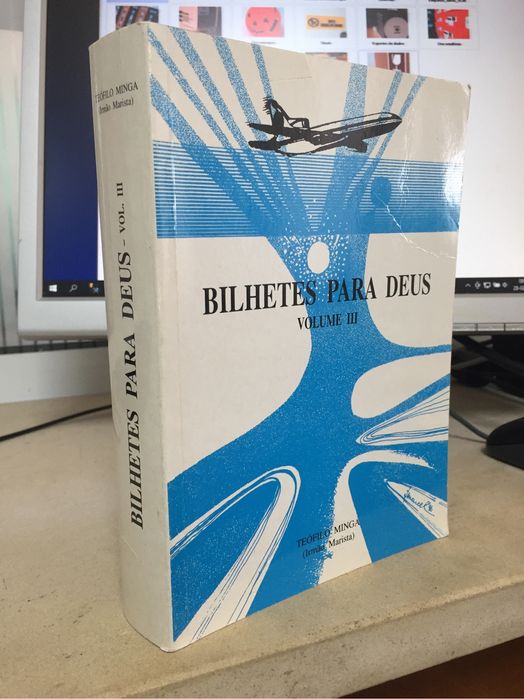 TEÓFILO MINGA
(Irmão Marista)
BILHETES PARA DEUS - VOL. III
BILHETES PARA DEUS
VOLUME III
TEÓFILO MINGA
(Irmão Marista)